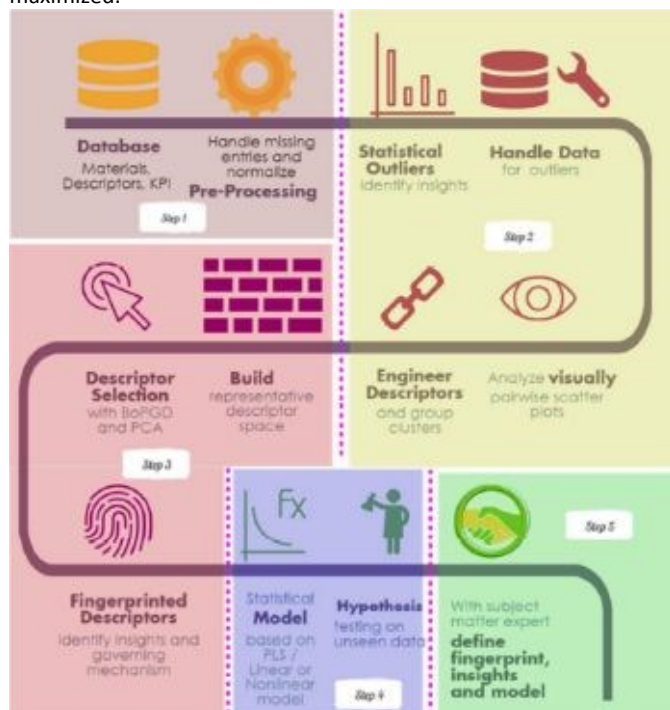 maximized.
Database
Materials,
Descriptors, KPI
Handle missing
entries and
normalize
Pre-Processing
Step 1
Statistical
Outliers
identify insights
Handle Data
for outliers
Step 2
Engineer
Descriptors
and group
clusters
Analyze visually
pairwise scatter
plots
Descriptor
Selection
with BoPGD
and PCA
Build
representative
descriptor
space
Step 3
Fingerprinted
Descriptors
identify insights and
governing
mechanism
Fx
Statistical
Model
based on
PLS /
Linear or
Nonlinear
model
Hypothesis
testing on
unseen data
Step 4
Step 5
With subject
matter expert
define
fingerprint,
insights
and model